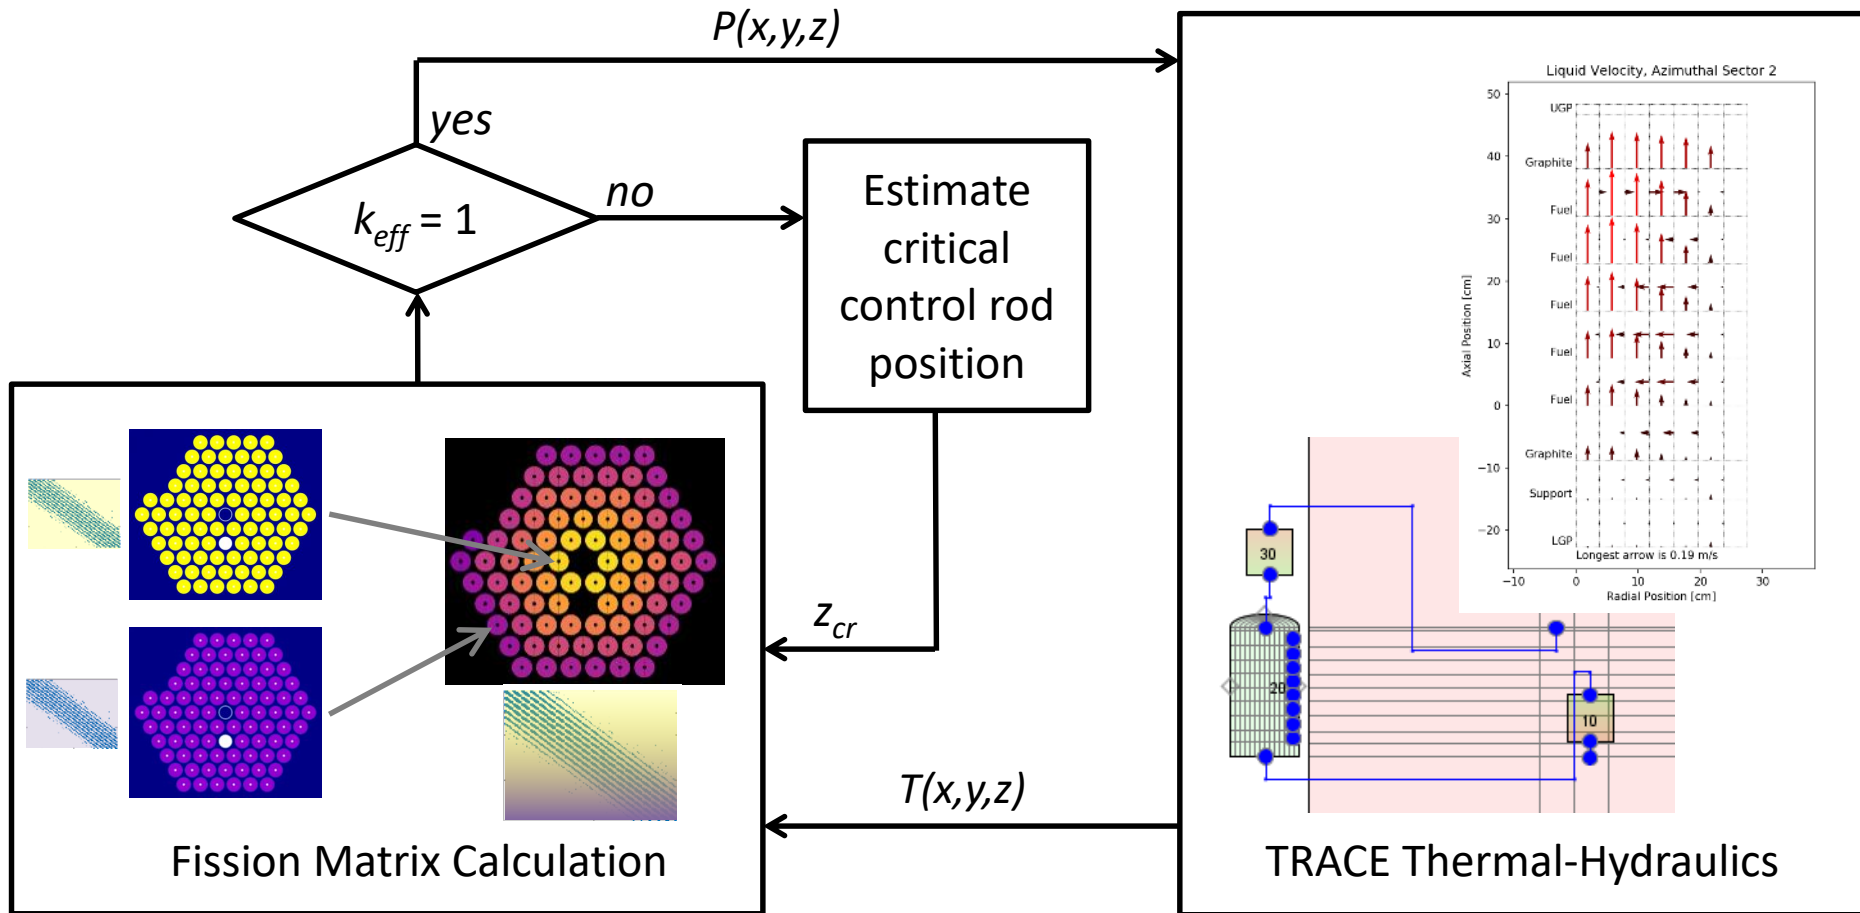 P(x,y,z)
yes
no
k_eff = 1
Estimate
critical
control rod
position
z_cr
T(x,y,z)
Fission Matrix Calculation
TRACE Thermal-Hydraulics
Liquid Velocity, Azimuthal Sector 2
Axial Position [cm]
50
40
30
20
10
0
−10
−20
UGP
Graphite
Fuel
Fuel
Fuel
Fuel
Fuel
Graphite
Support
LGP
Longest arrow is 0.19 m/s
−10
0
10
20
30
Radial Position [cm]
30
20
10